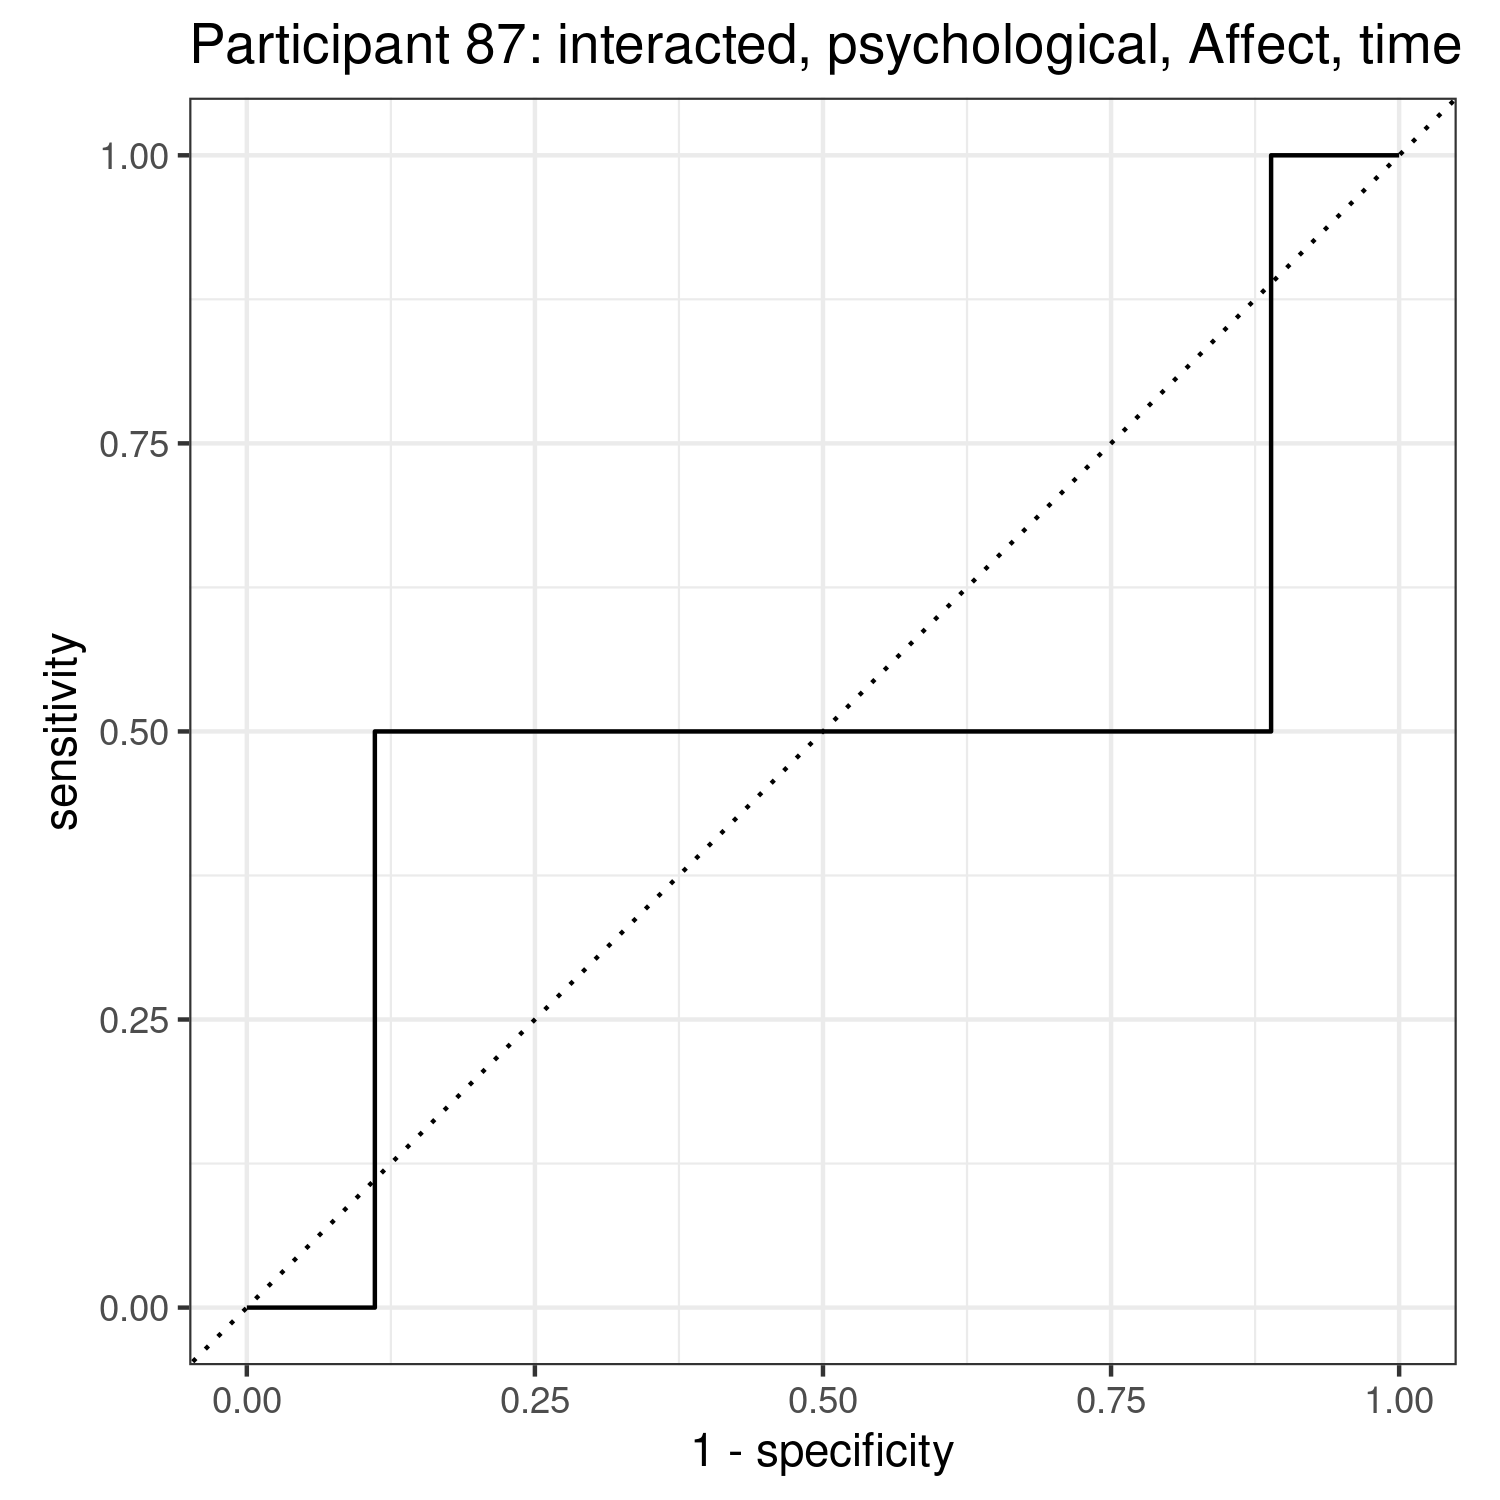 Participant 87: interacted, psychological, Affect, time
1.00
0.75
0.50
0.25
0.00
sensitivity
0.00 0.25 0.50 0.75 1.00
1 - specificity